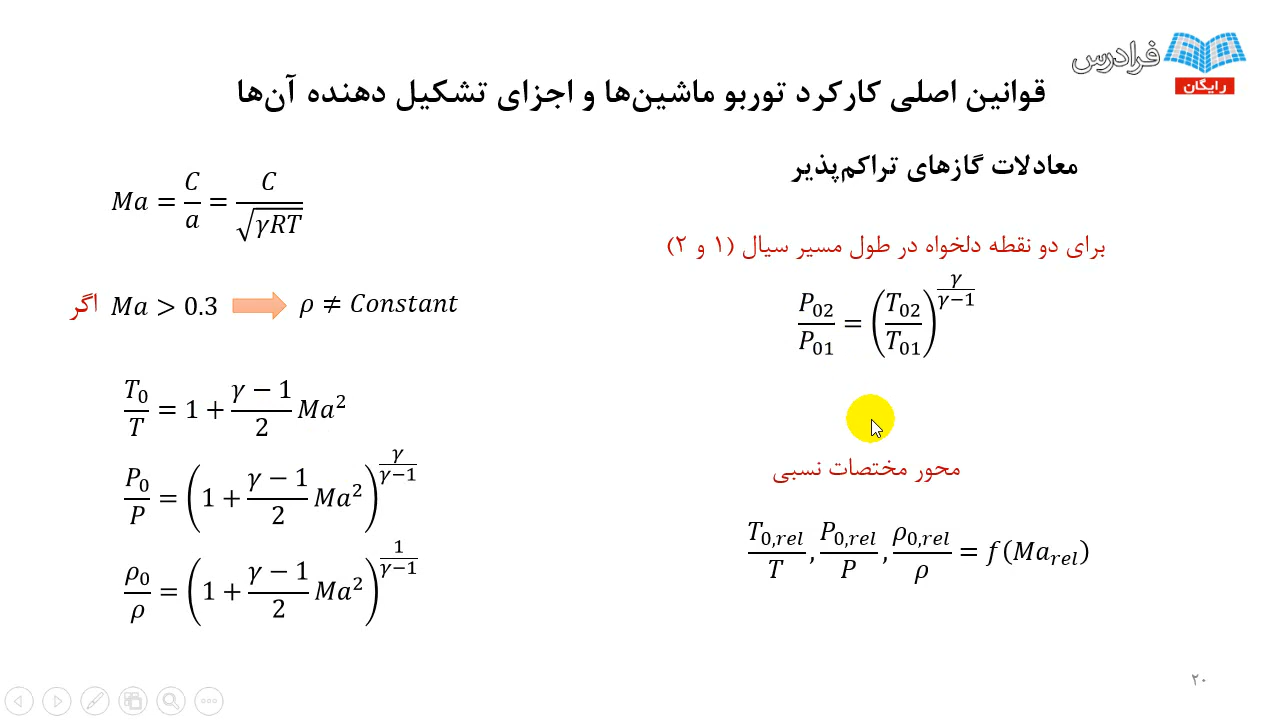 فرادرس
رایگان
قوانین اصلی کارکرد توربو ماشین‌ها و اجزای تشکیل دهنده آن‌ها
معادلات گازهای تراکم‌پذیر
برای دو نقطه دلخواه در طول مسیر سیال (۱ و ۲)
P₀₂/P₀₁ = (T₀₂/T₀₁)^(γ/(γ−1))
محور مختصات نسبی
T₀,rel/T , P₀,rel/P , ρ₀,rel/ρ = f(Ma_rel)
Ma = C/a = C/√(γRT)
اگر Ma > 0.3 ρ ≠ Constant
T₀/T = 1 + (γ − 1)/2 Ma²
P₀/P = (1 + (γ − 1)/2 Ma²)^(γ/(γ−1))
ρ₀/ρ = (1 + (γ − 1)/2 Ma²)^(1/(γ−1))
۲۰